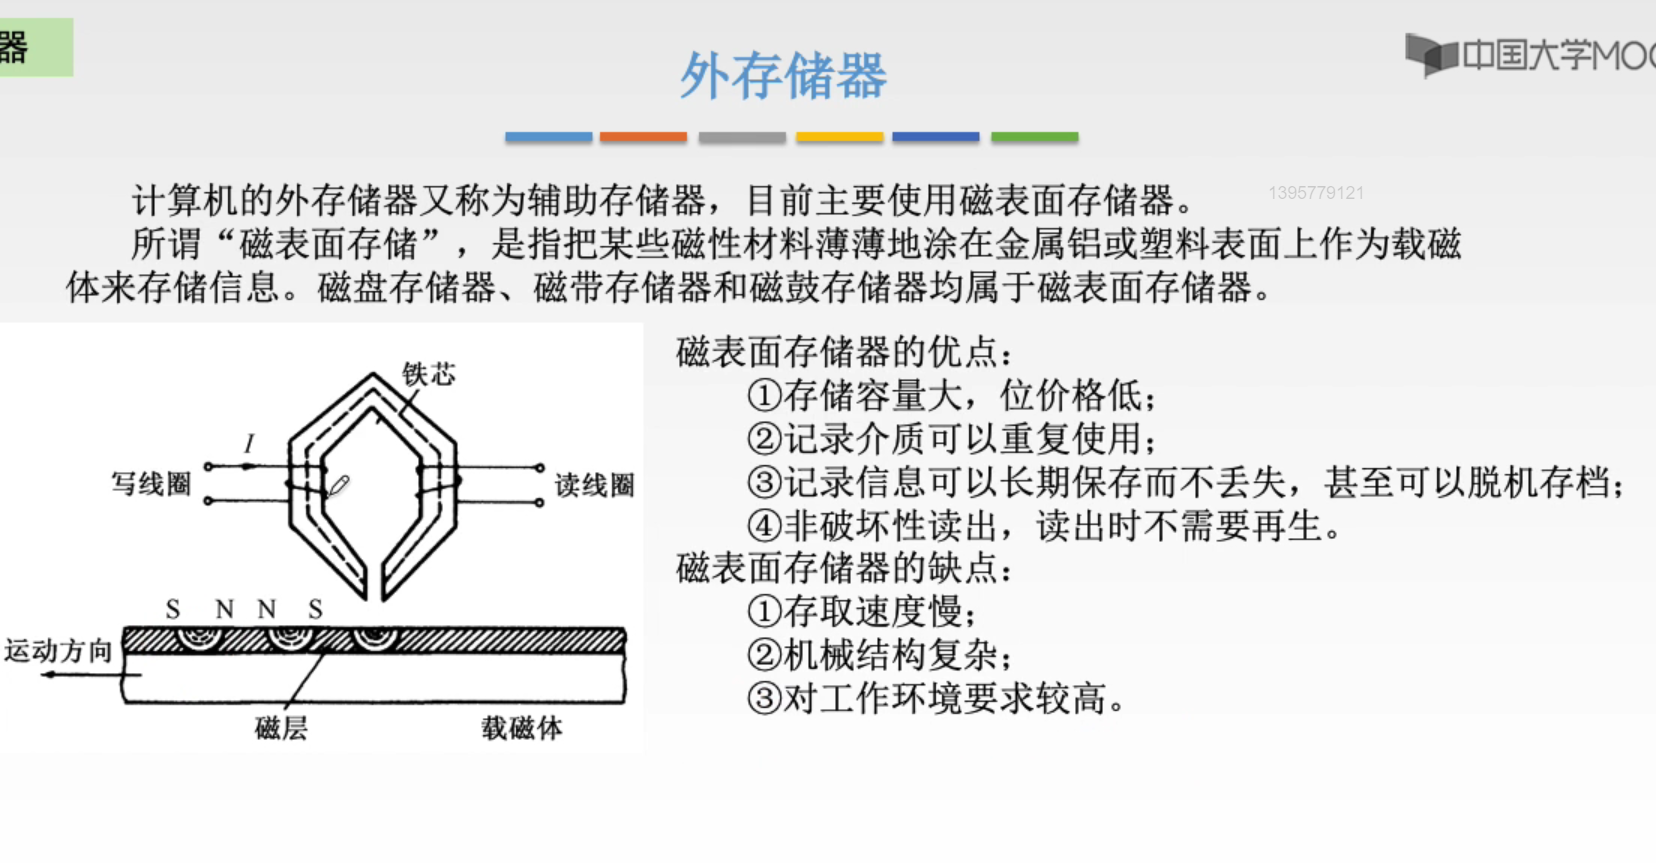 器
中国大学MOO
外存储器
计算机的外存储器又称为辅助存储器，目前主要使用磁表面存储器。
1395779121
所谓“磁表面存储”，是指把某些磁性材料薄薄地涂在金属铝或塑料表面上作为载磁
体来存储信息。磁盘存储器、磁带存储器和磁鼓存储器均属于磁表面存储器。
铁芯
I
写线圈
读线圈
S N N S
运动方向
磁层
载磁体
磁表面存储器的优点：
①存储容量大，位价格低；
②记录介质可以重复使用；
③记录信息可以长期保存而不丢失，甚至可以脱机存档；
④非破坏性读出，读出时不需要再生。
磁表面存储器的缺点：
①存取速度慢；
②机械结构复杂；
③对工作环境要求较高。